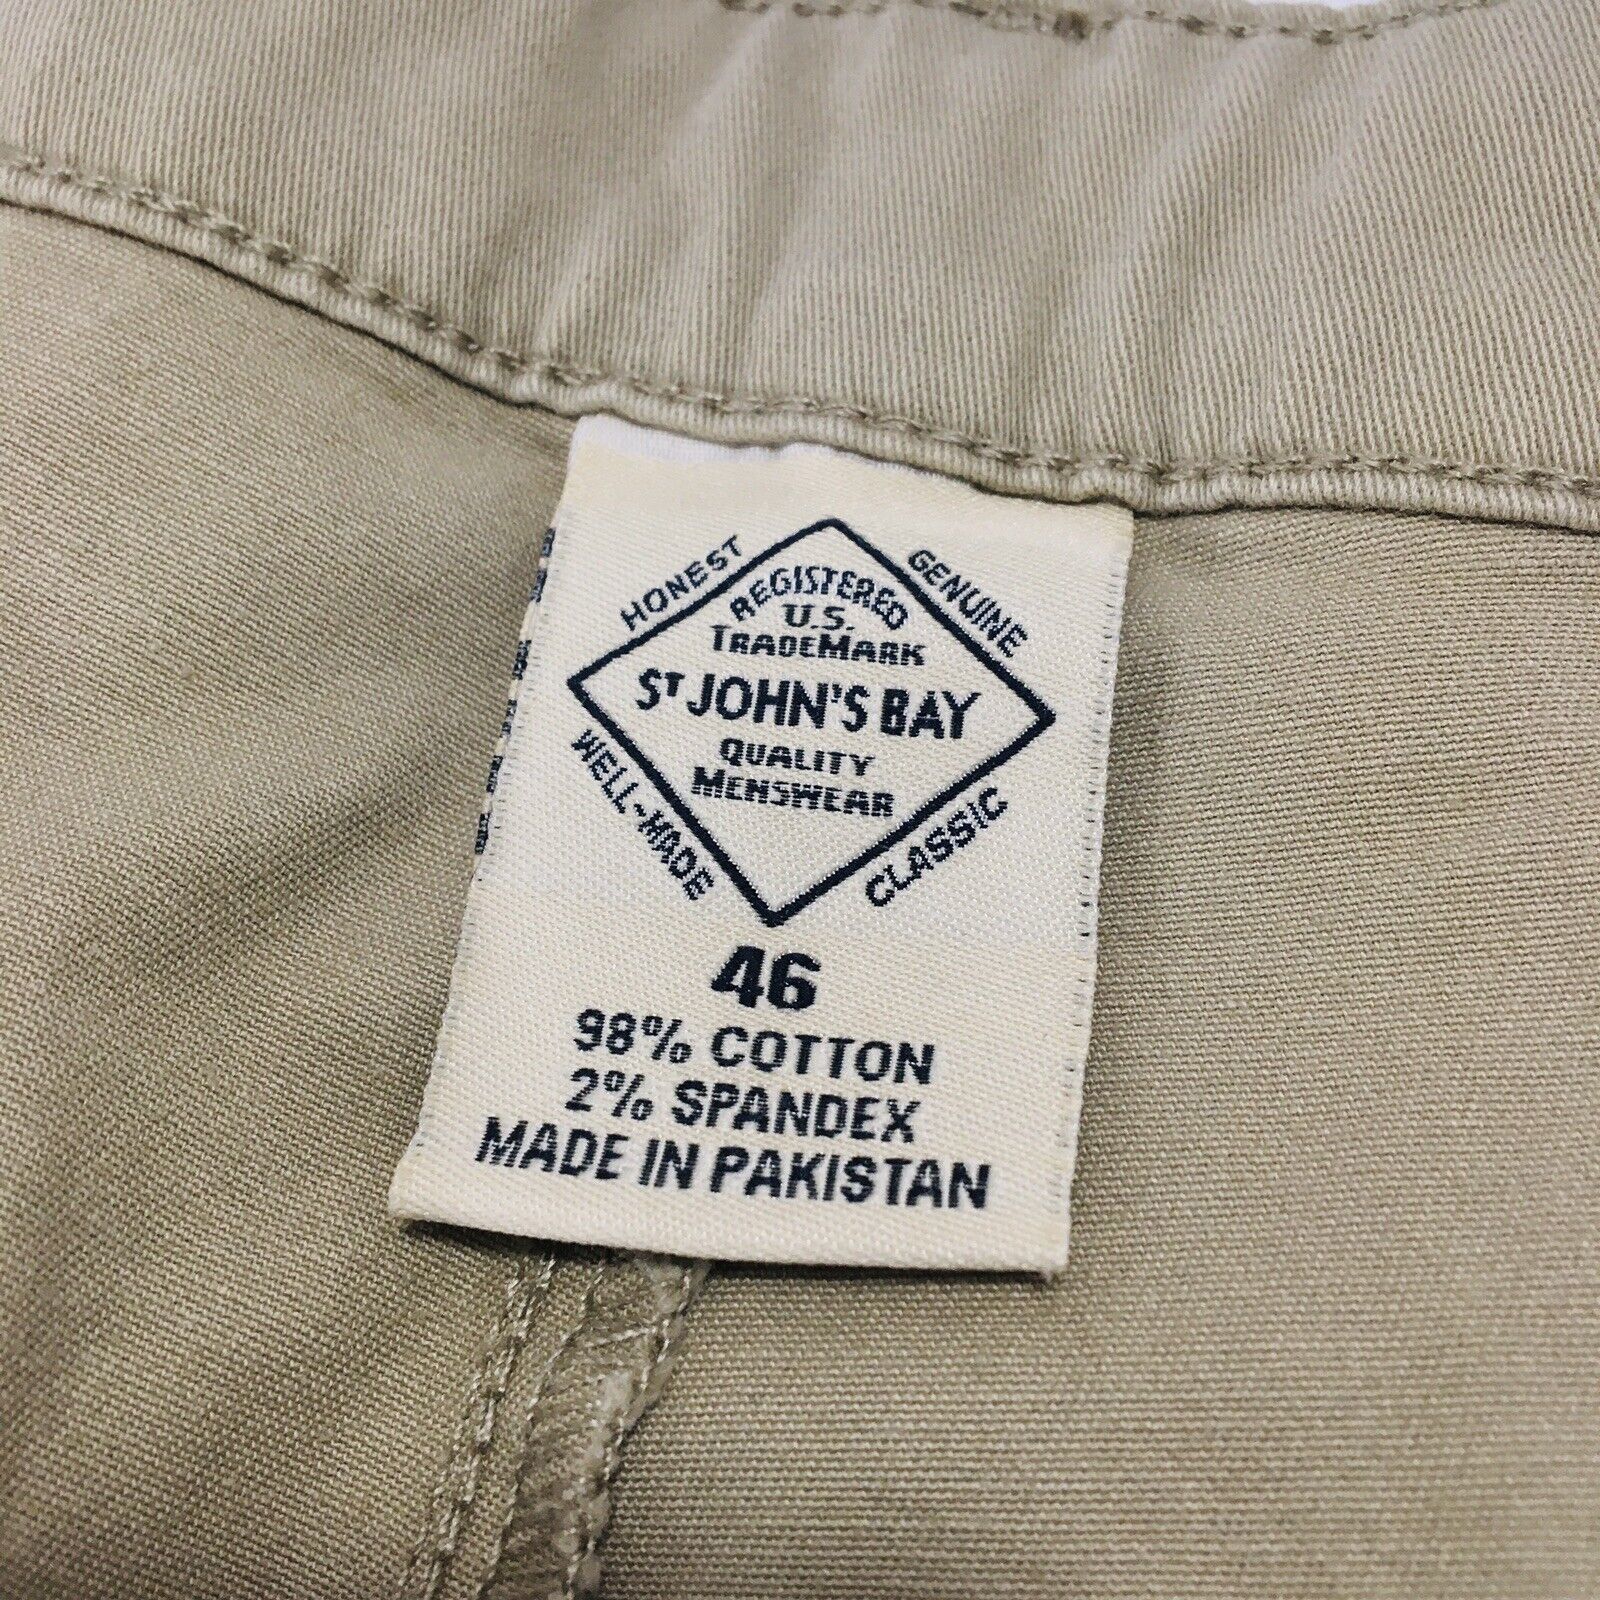 HONEST
GENUINE
REGISTERED
U.S.
TRADEMARK
ST JOHN'S BAY
QUALITY
MENSWEAR
WELL-MADE
CLASSIC
46
98% COTTON
2% SPANDEX
MADE IN PAKISTAN